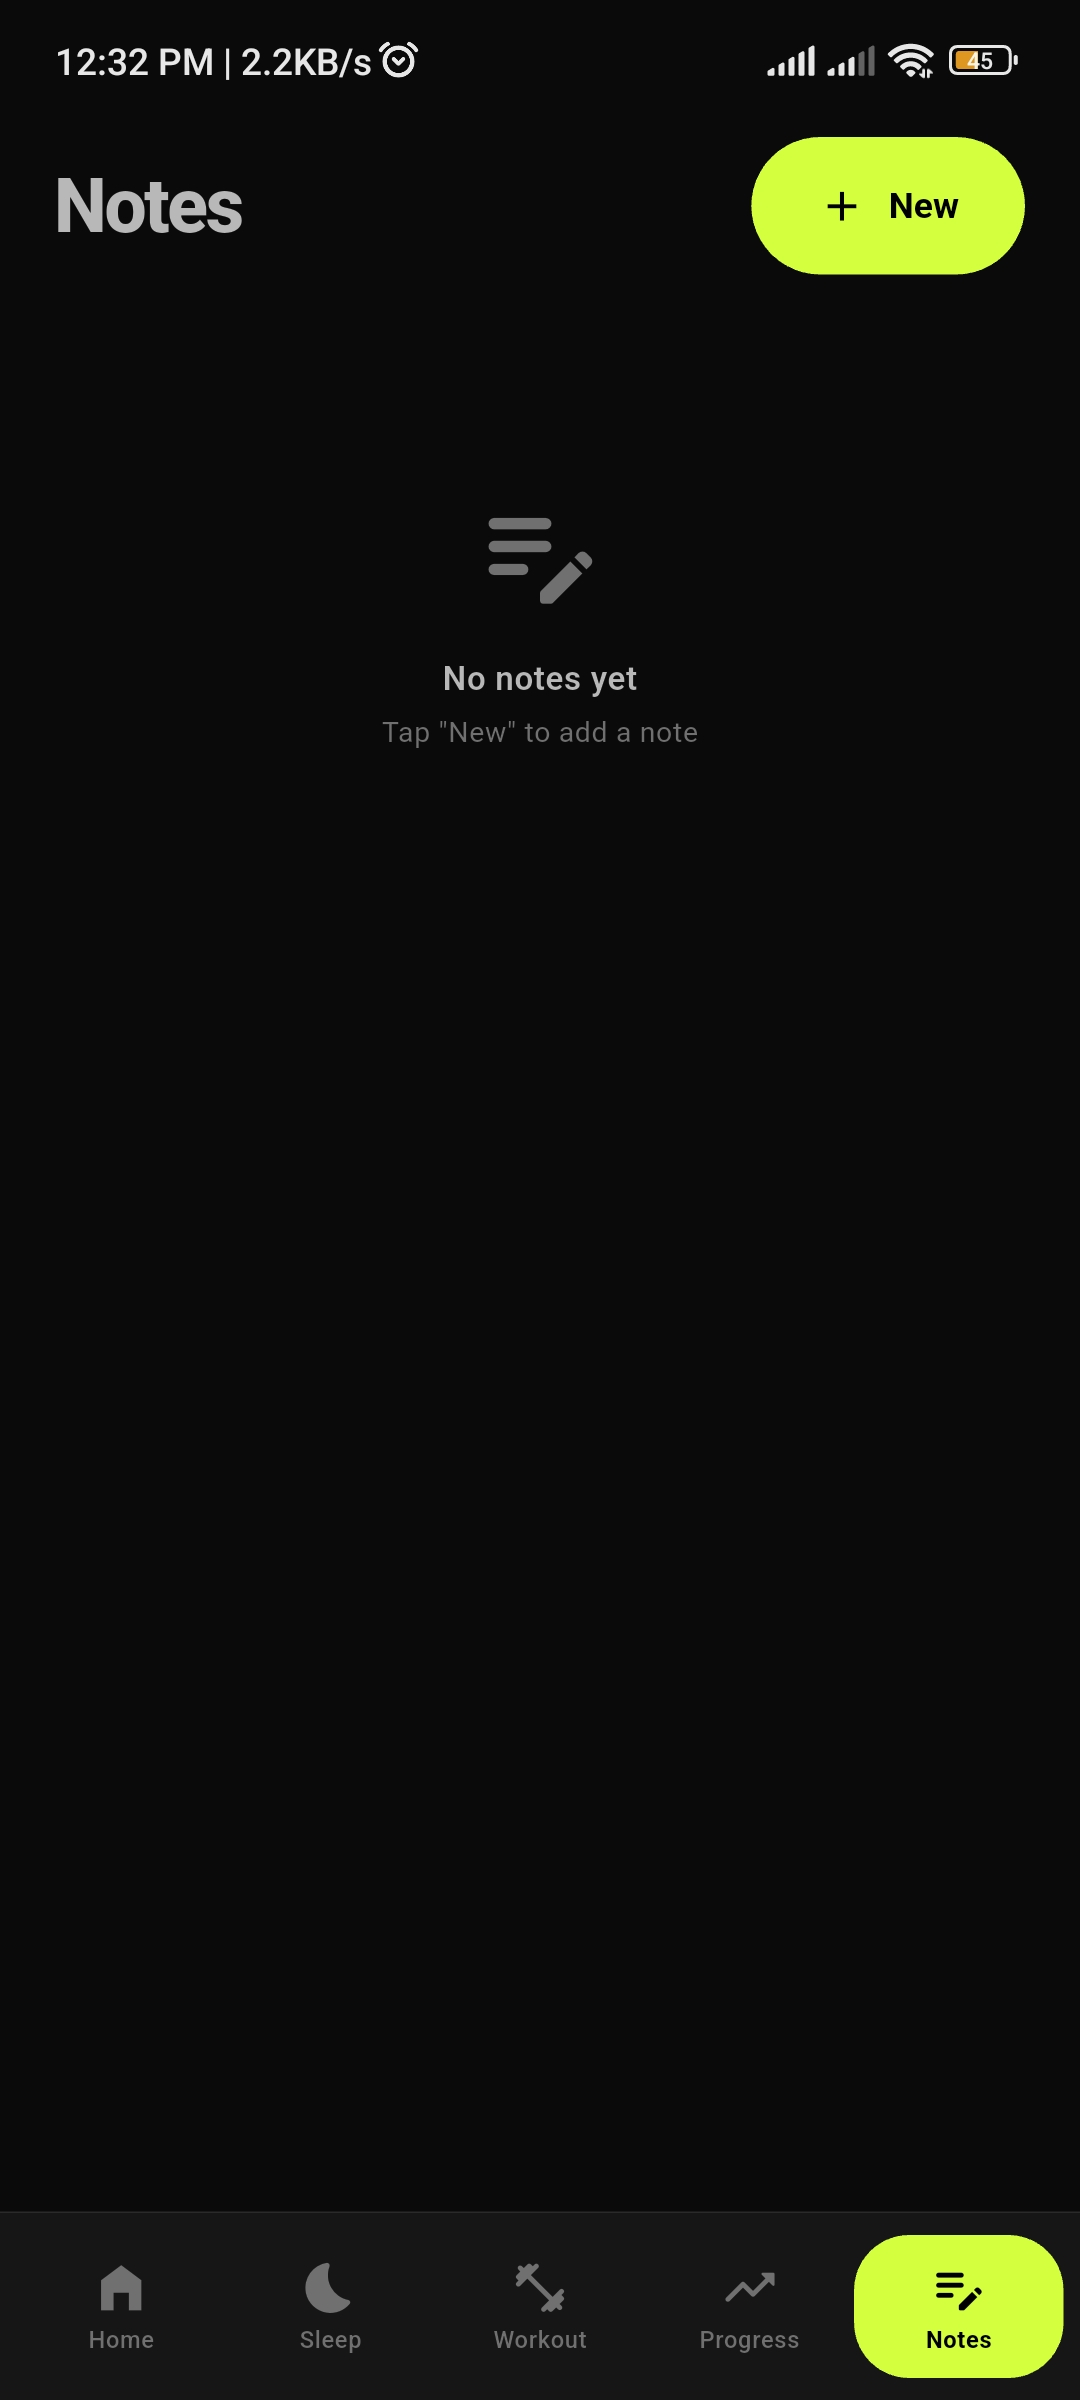 12:32 PM | 2.2KB/s
45
Notes
+ New
No notes yet
Tap "New" to add a note
Home
Sleep
Workout
Progress
Notes